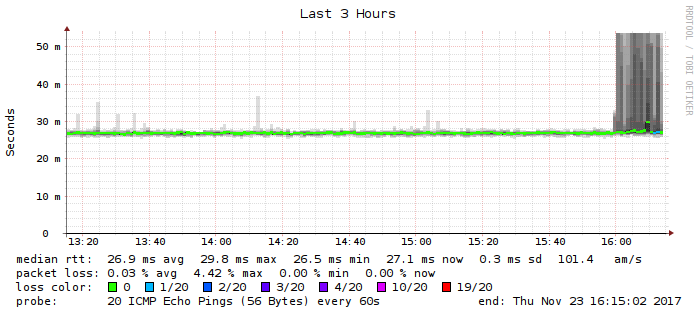 Last 3 Hours
RRDTOOL / TOBI OETIKER
Seconds
50 m
40 m
30 m
20 m
10 m
0
13:20 13:40 14:00 14:20 14:40 15:00 15:20 15:40 16:00
median rtt: 26.9 ms avg 29.8 ms max 26.5 ms min 27.1 ms now 0.3 ms sd 101.4 am/s
packet loss: 0.03 % avg 4.42 % max 0.00 % min 0.00 % now
loss color: 0 1/20 2/20 3/20 4/20 10/20 19/20
probe: 20 ICMP Echo Pings (56 Bytes) every 60s end: Thu Nov 23 16:15:02 2017